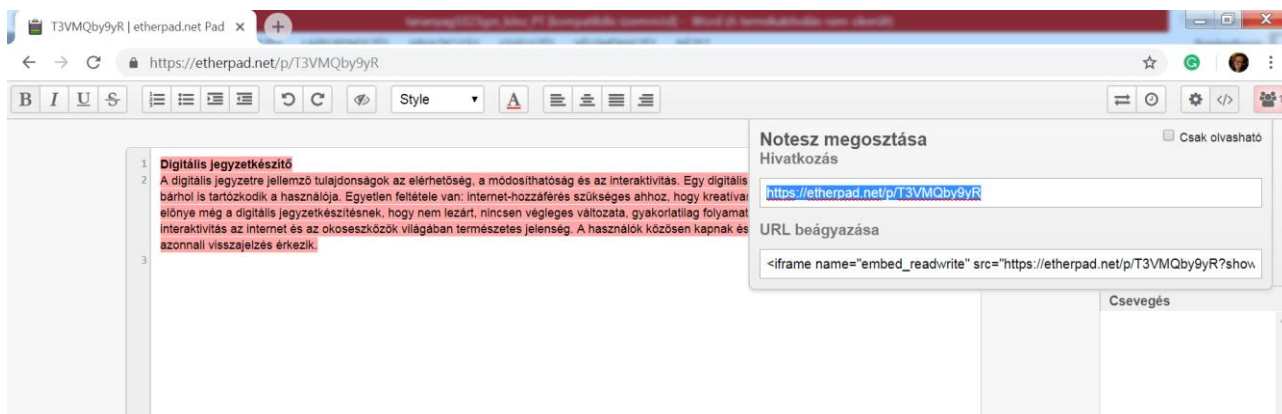 T3VMQby9yR | etherpad.net Pad
https://etherpad.net/p/T3VMQby9yR
B I U S Style A
Notesz megosztása
Csak olvasható
Hivatkozás
https://etherpad.net/p/T3VMQby9yR
URL beágyazása
<iframe name="embed_readwrite" src="https://etherpad.net/p/T3VMQby9yR?show
1 Digitális jegyzetkészítő
2 A digitális jegyzetre jellemző tulajdonságok az elérhetőség, a módosíthatóság és az interaktivitás. Egy digitális
bárhol is tartózkodik a használója. Egyetlen feltétele van: internet-hozzáférés szükséges ahhoz, hogy kreatívan
előnye még a digitális jegyzetkészítésnek, hogy nem lezárt, nincsen végleges változata, gyakorlatilag folyamat
interaktivitás az internet és az okoseszközök világában természetes jelenség. A használók közösen kapnak és
azonnali visszajelzés érkezik.
3
Csevegés